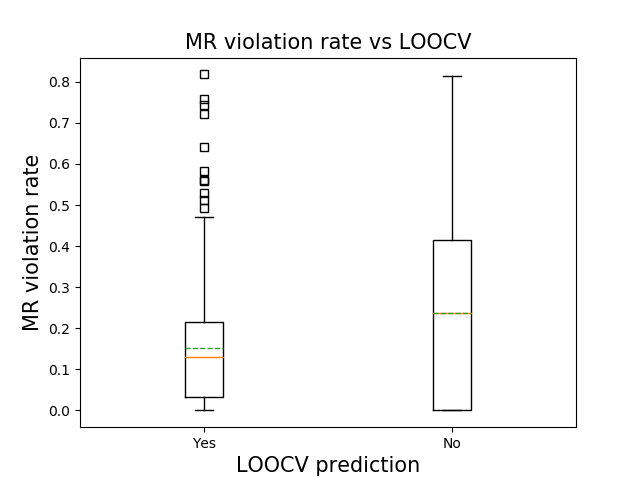 MR violation rate vs LOOCV
MR violation rate
0.8
0.7
0.6
0.5
0.4
0.3
0.2
0.1
0.0
Yes
No
LOOCV prediction